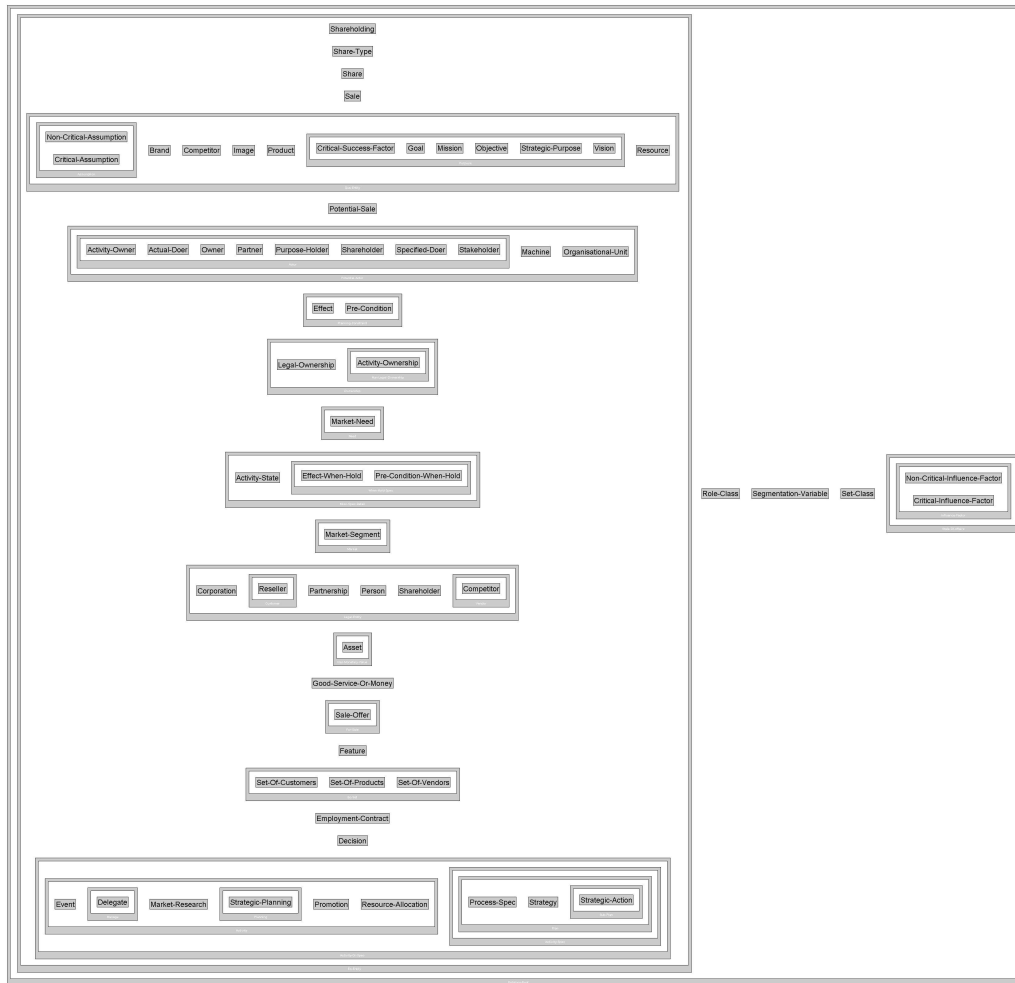 Shareholding
Share-Type
Share
Sale
Non-Critical-Assumption
Critical-Assumption
Brand
Competitor
Image
Product
Critical-Success-Factor
Goal
Mission
Objective
Strategic-Purpose
Vision
Resource
Potential-Sale
Activity-Owner
Actual-Doer
Owner
Partner
Purpose-Holder
Shareholder
Specified-Doer
Stakeholder
Machine
Organisational-Unit
Effect
Pre-Condition
Legal-Ownership
Activity-Ownership
Market-Need
Activity-State
Effect-When-Hold
Pre-Condition-When-Hold
Role-Class
Segmentation-Variable
Set-Class
Non-Critical-Influence-Factor
Critical-Influence-Factor
Market-Segment
Corporation
Reseller
Partnership
Person
Shareholder
Competitor
Asset
Good-Service-Or-Money
Sale-Offer
Feature
Set-Of-Customers
Set-Of-Products
Set-Of-Vendors
Employment-Contract
Decision
Event
Delegate
Market-Research
Strategic-Planning
Promotion
Resource-Allocation
Process-Spec
Strategy
Strategic-Action